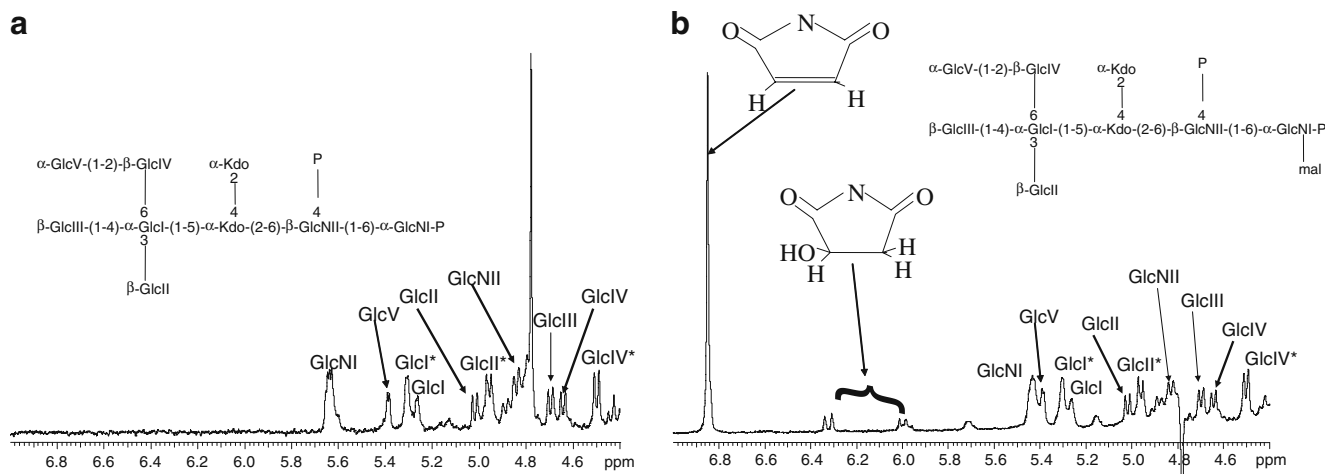 a
α-GlcV-(1-2)-β-GlcIV
α-Kdo
P
2
6
4
4
β-GlcIII-(1-4)-α-GlcI-(1-5)-α-Kdo-(2-6)-β-GlcNII-(1-6)-α-GlcNI-P
3
β-GlcII
GlcNI
GlcV
GlcI*
GlcI
GlcII
GlcII*
GlcNII
GlcIII
GlcIV
GlcIV*
6.8 6.6 6.4 6.2 6.0 5.8 5.6 5.4 5.2 5.0 4.8 4.6 ppm
b
O N O
H H
α-GlcV-(1-2)-β-GlcIV
α-Kdo
P
2
6
4
4
β-GlcIII-(1-4)-α-GlcI-(1-5)-α-Kdo-(2-6)-β-GlcNII-(1-6)-α-GlcNI-P
3
mal
β-GlcII
O N O
HO H
H H
GlcNI
GlcV
GlcI*
GlcI
GlcII
GlcII*
GlcNII
GlcIII
GlcIV
GlcIV*
6.8 6.6 6.4 6.2 6.0 5.8 5.6 5.4 5.2 5.0 4.8 4.6 ppm